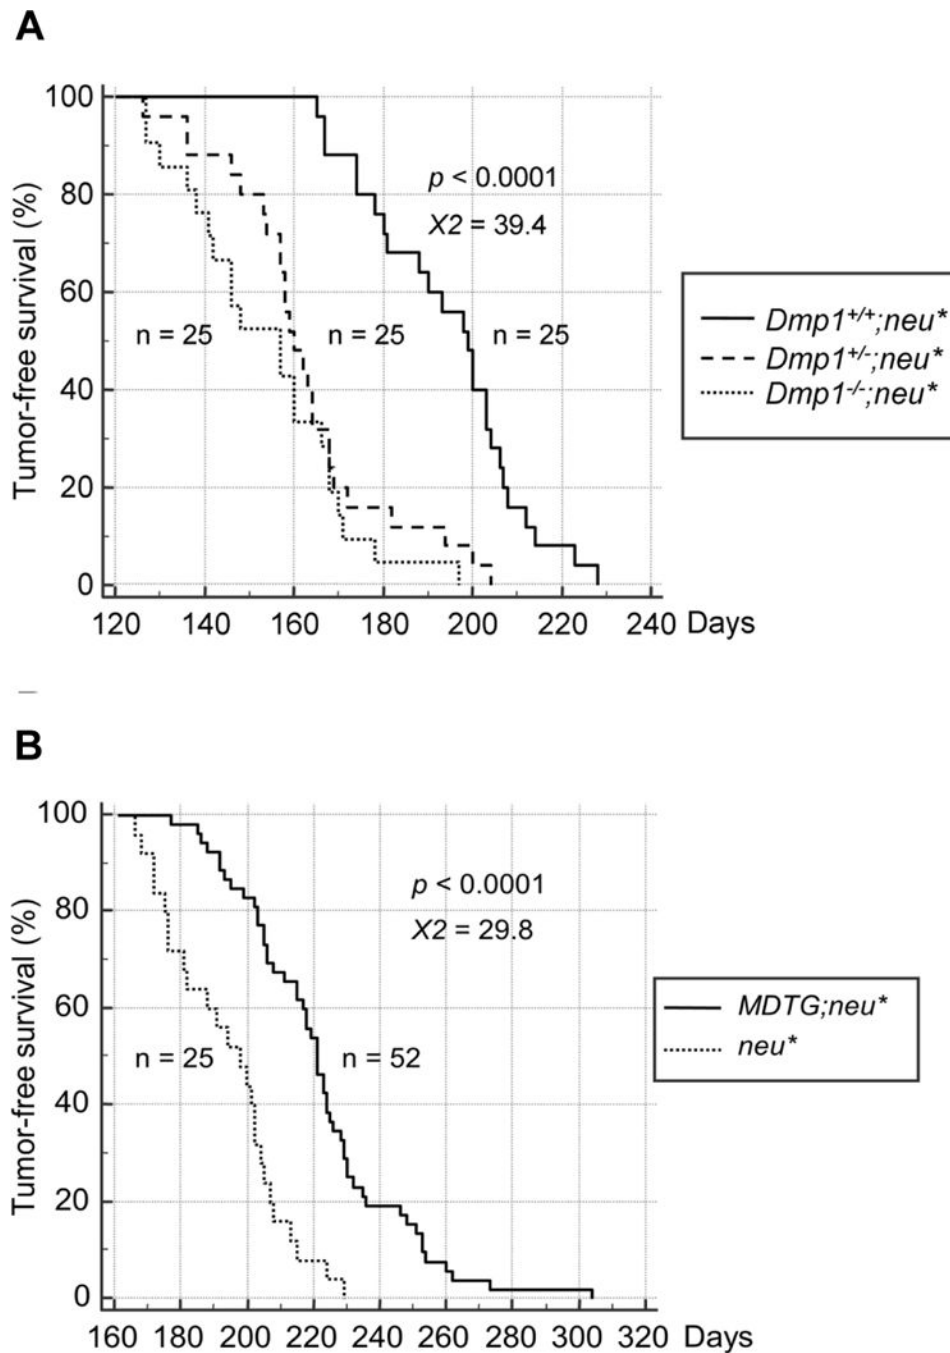 A
100
80
60
40
20
0
Tumor-free survival (%)
p < 0.0001
X2 = 39.4
n = 25
n = 25
n = 25
120 140 160 180 200 220 240 Days
Dmp1+/+;neu*
Dmp1+/-;neu*
Dmp1-/-;neu*
B
100
80
60
40
20
0
Tumor-free survival (%)
p < 0.0001
X2 = 29.8
n = 25
n = 52
160 180 200 220 240 260 280 300 320 Days
MDTG;neu*
neu*